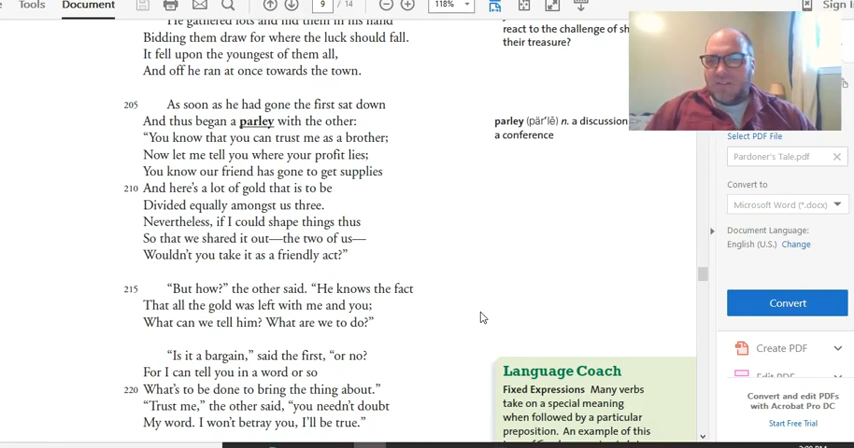 e
Document
Tools
9 / 14
118%
Sign In
He gathered lots and hid them in his hand
Bidding them draw for where the luck should fall.
It fell upon the youngest of them all,
And off he ran at once towards the town.
205 As soon as he had gone the first sat down
And thus began a parley with the other:
“You know that you can trust me as a brother;
Now let me tell you where your profit lies;
You know our friend has gone to get supplies
210 And here’s a lot of gold that is to be
Divided equally amongst us three.
Nevertheless, if I could shape things thus
So that we shared it out—the two of us—
Wouldn’t you take it as a friendly act?”
215 “But how?” the other said. “He knows the fact
That all the gold was left with me and you;
What can we tell him? What are we to do?”
“Is it a bargain,” said the first, “or no?
For I can tell you in a word or so
220 What’s to be done to bring the thing about.”
“Trust me,” the other said, “you needn’t doubt
My word. I won’t betray you, I’ll be true.”
react to the challenge of sh
their treasure?
parley (pär′lē) n. a discussion
a conference
Language Coach
Fixed Expressions Many verbs
take on a special meaning
when followed by a particular
preposition. An example of this
Select PDF File
Pardoner's Tale.pdf
Convert to
Microsoft Word (*.docx)
Document Language:
English (U.S.) Change
Convert
Create PDF
Edit PDF
Convert and edit PDFs
with Acrobat Pro DC
Start Free Trial